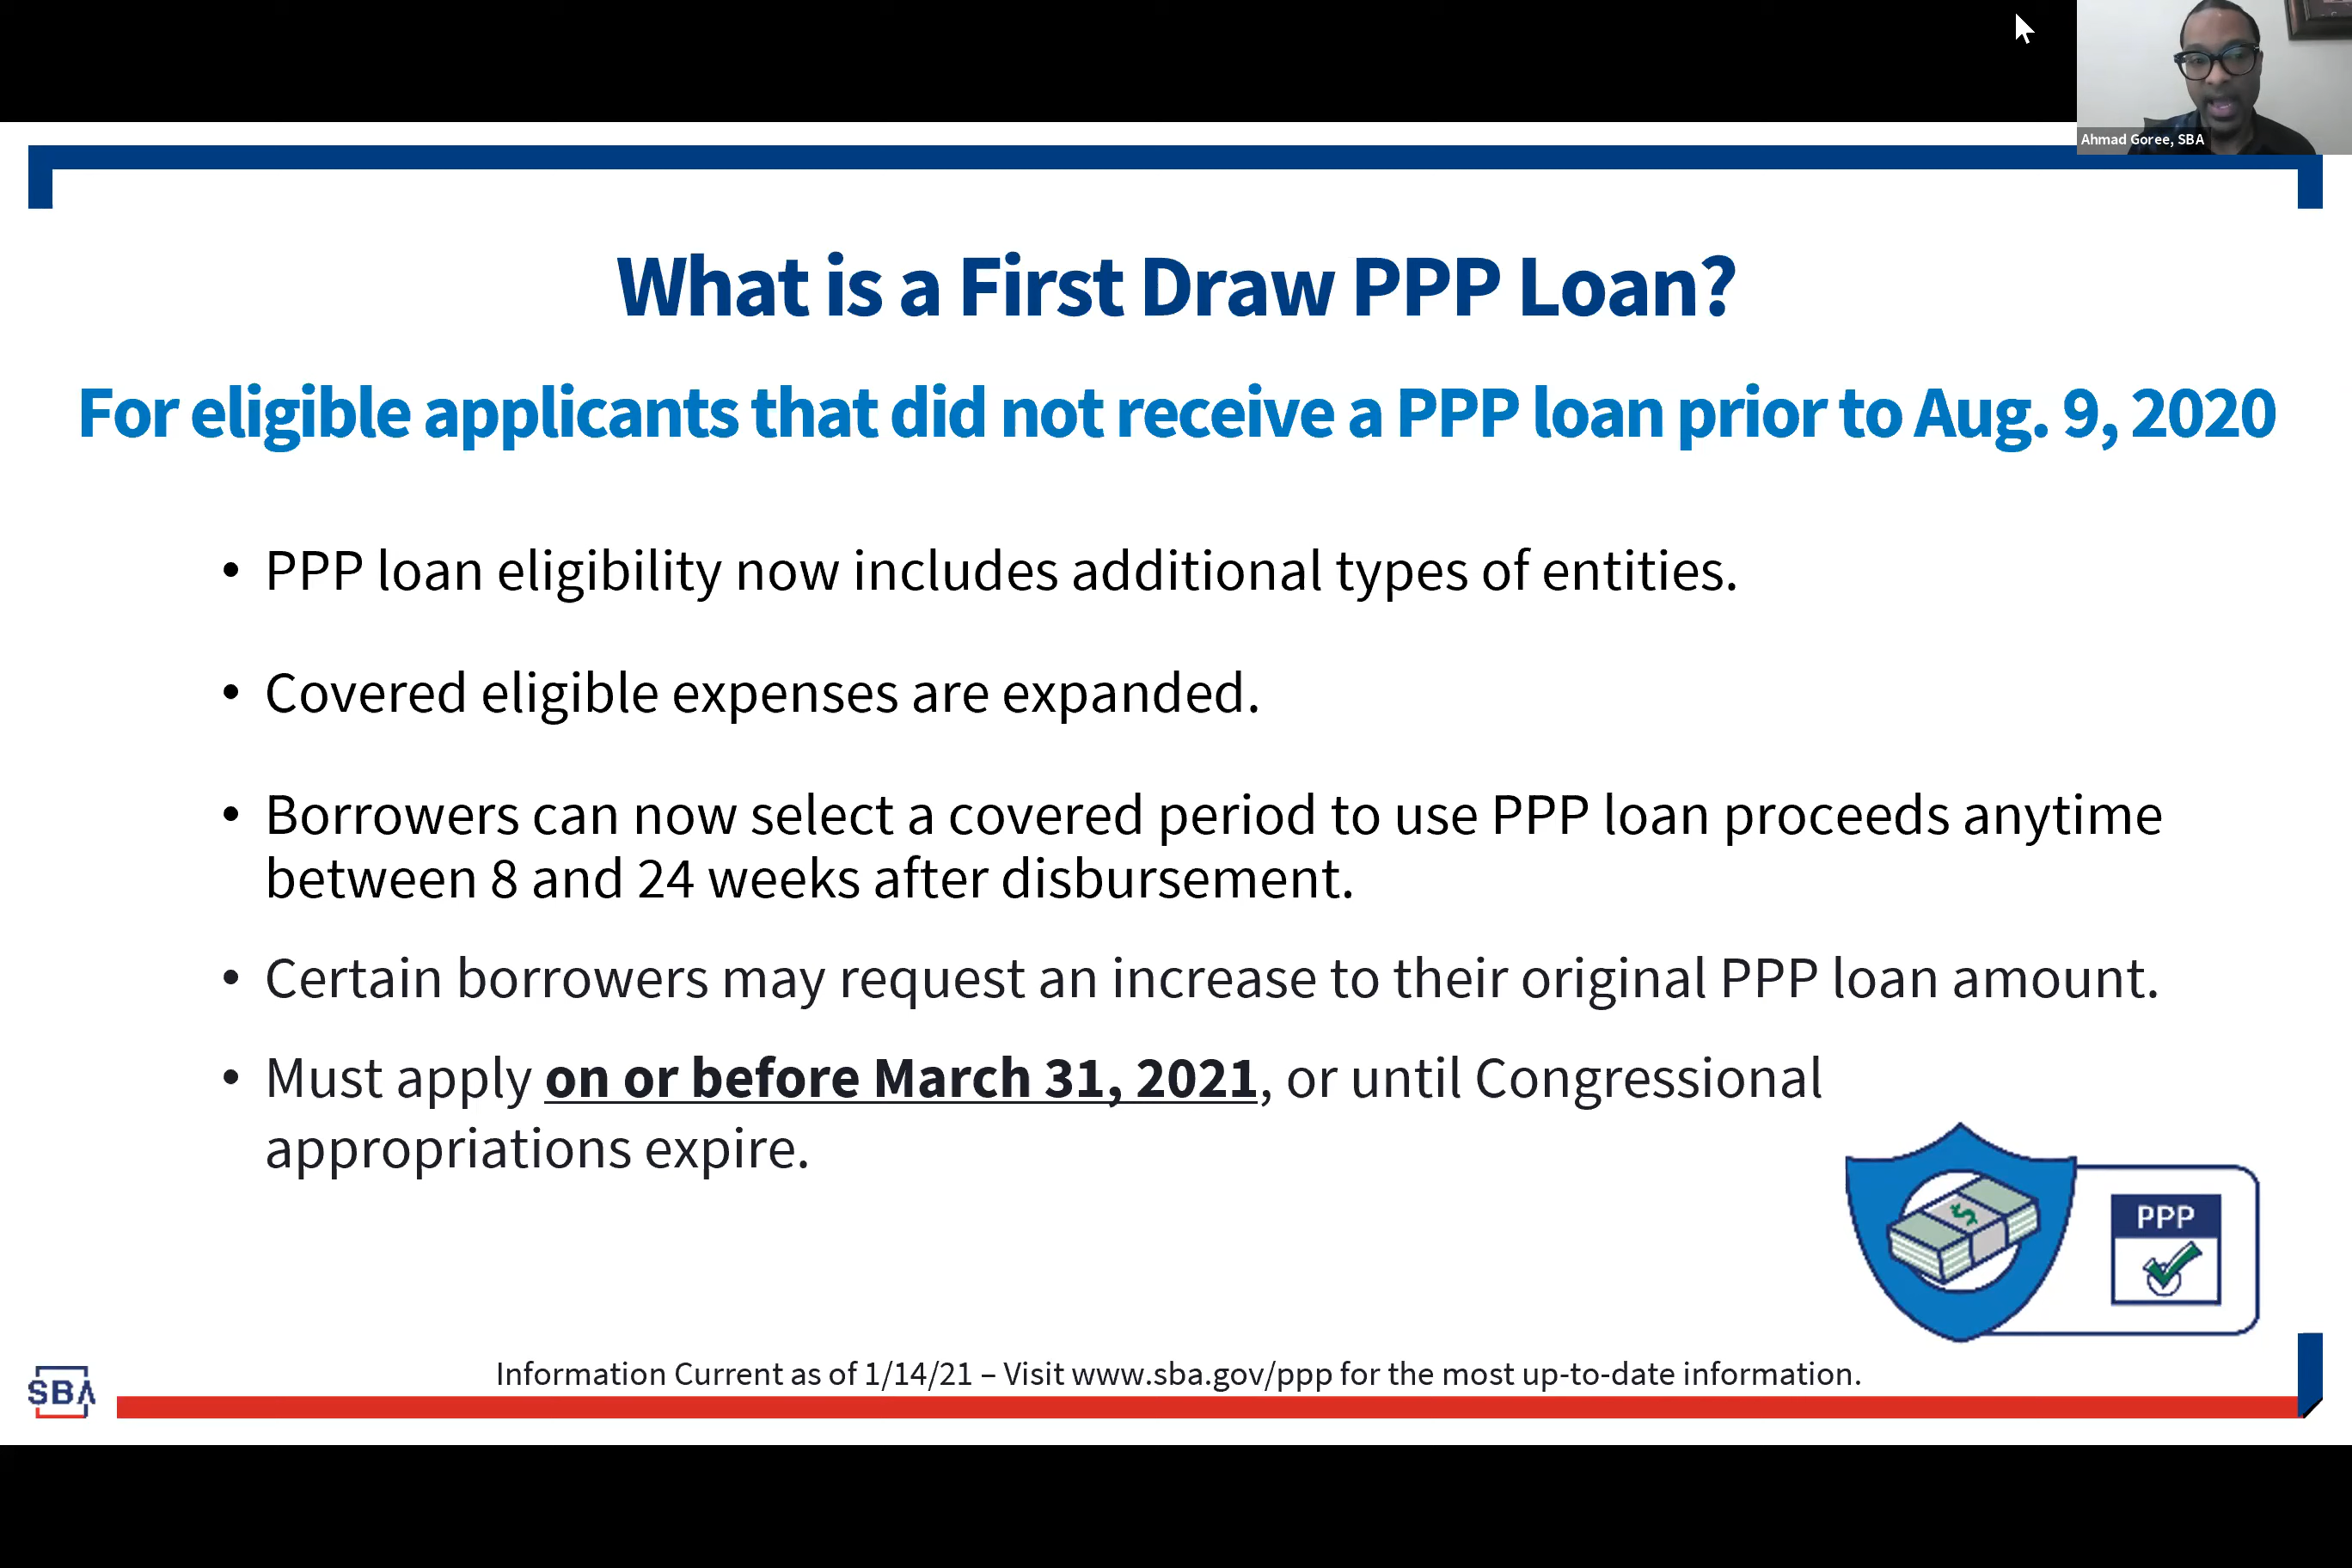 Ahmad Goree, SBA
What is a First Draw PPP Loan?
For eligible applicants that did not receive a PPP loan prior to Aug. 9, 2020
• PPP loan eligibility now includes additional types of entities.
• Covered eligible expenses are expanded.
• Borrowers can now select a covered period to use PPP loan proceeds anytime
between 8 and 24 weeks after disbursement.
• Certain borrowers may request an increase to their original PPP loan amount.
• Must apply on or before March 31, 2021, or until Congressional
appropriations expire.
$
PPP
Information Current as of 1/14/21 – Visit www.sba.gov/ppp for the most up-to-date information.
SBA